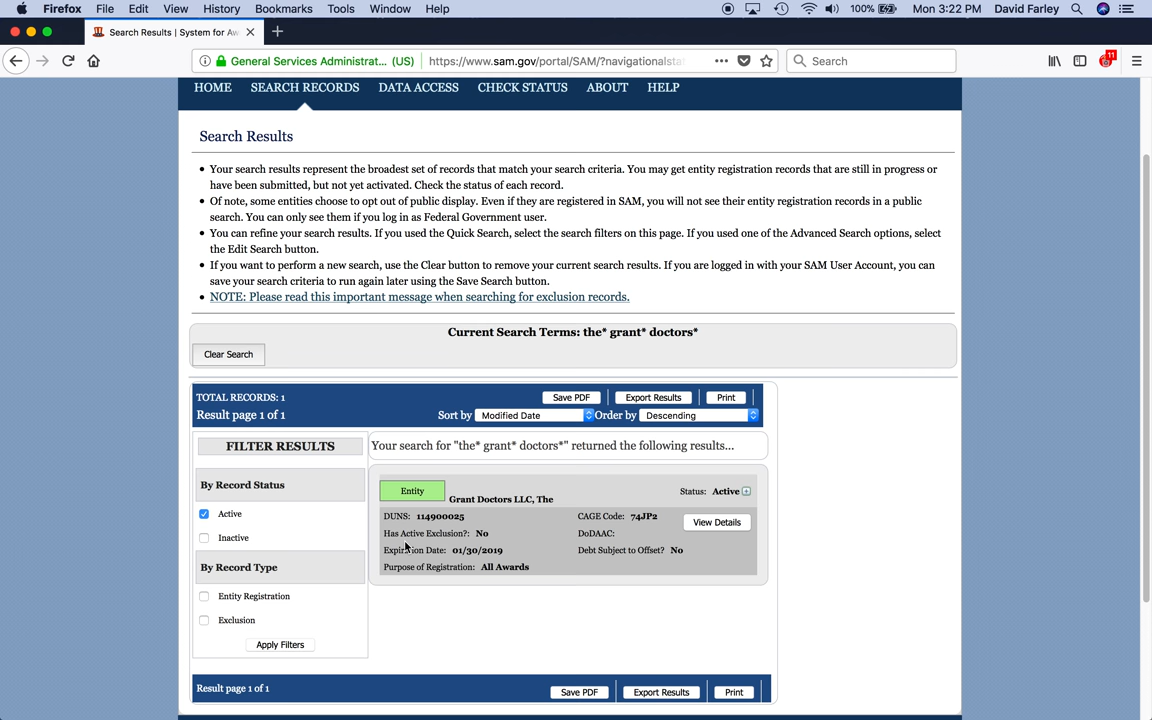 Firefox File Edit View History Bookmarks Tools Window Help 100% Mon 3:22 PM David Farley
Search Results | System for Aw
General Services Administrat... (US) https://www.sam.gov/portal/SAM/?navigationalsta Search 11
HOME SEARCH RECORDS DATA ACCESS CHECK STATUS ABOUT HELP
Search Results
Your search results represent the broadest set of records that match your search criteria. You may get entity registration records that are still in progress or
have been submitted, but not yet activated. Check the status of each record.
Of note, some entities choose to opt out of public display. Even if they are registered in SAM, you will not see their entity registration records in a public
search. You can only see them if you log in as Federal Government user.
You can refine your search results. If you used the Quick Search, select the search filters on this page. If you used one of the Advanced Search options, select
the Edit Search button.
If you want to perform a new search, use the Clear button to remove your current search results. If you are logged in with your SAM User Account, you can
save your search criteria to run again later using the Save Search button.
NOTE: Please read this important message when searching for exclusion records.
Current Search Terms: the* grant* doctors*
Clear Search
TOTAL RECORDS: 1 Save PDF Export Results Print
Result page 1 of 1 Sort by Modified Date Order by Descending
FILTER RESULTS
Your search for "the* grant* doctors*" returned the following results...
By Record Status
Active
Inactive
By Record Type
Entity Registration
Exclusion
Apply Filters
Entity Grant Doctors LLC, The Status: Active
DUNS: 114900025 CAGE Code: 74JP2 View Details
Has Active Exclusion?: No DoDAAC:
Expiration Date: 01/30/2019 Debt Subject to Offset? No
Purpose of Registration: All Awards
Result page 1 of 1 Save PDF Export Results Print